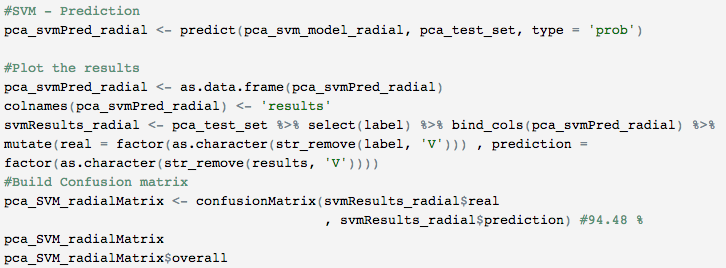 #SVM - Prediction
pca_svmPred_radial <- predict(pca_svm_model_radial, pca_test_set, type = 'prob')
#Plot the results
pca_svmPred_radial <- as.data.frame(pca_svmPred_radial)
colnames(pca_svmPred_radial) <- 'results'
svmResults_radial <- pca_test_set %>% select(label) %>% bind_cols(pca_svmPred_radial) %>%
mutate(real = factor(as.character(str_remove(label, 'V'))) , prediction =
factor(as.character(str_remove(results, 'V'))))
#Build Confusion matrix
pca_SVM_radialMatrix <- confusionMatrix(svmResults_radial$real
, svmResults_radial$prediction) #94.48 %
pca_SVM_radialMatrix
pca_SVM_radialMatrix$overall